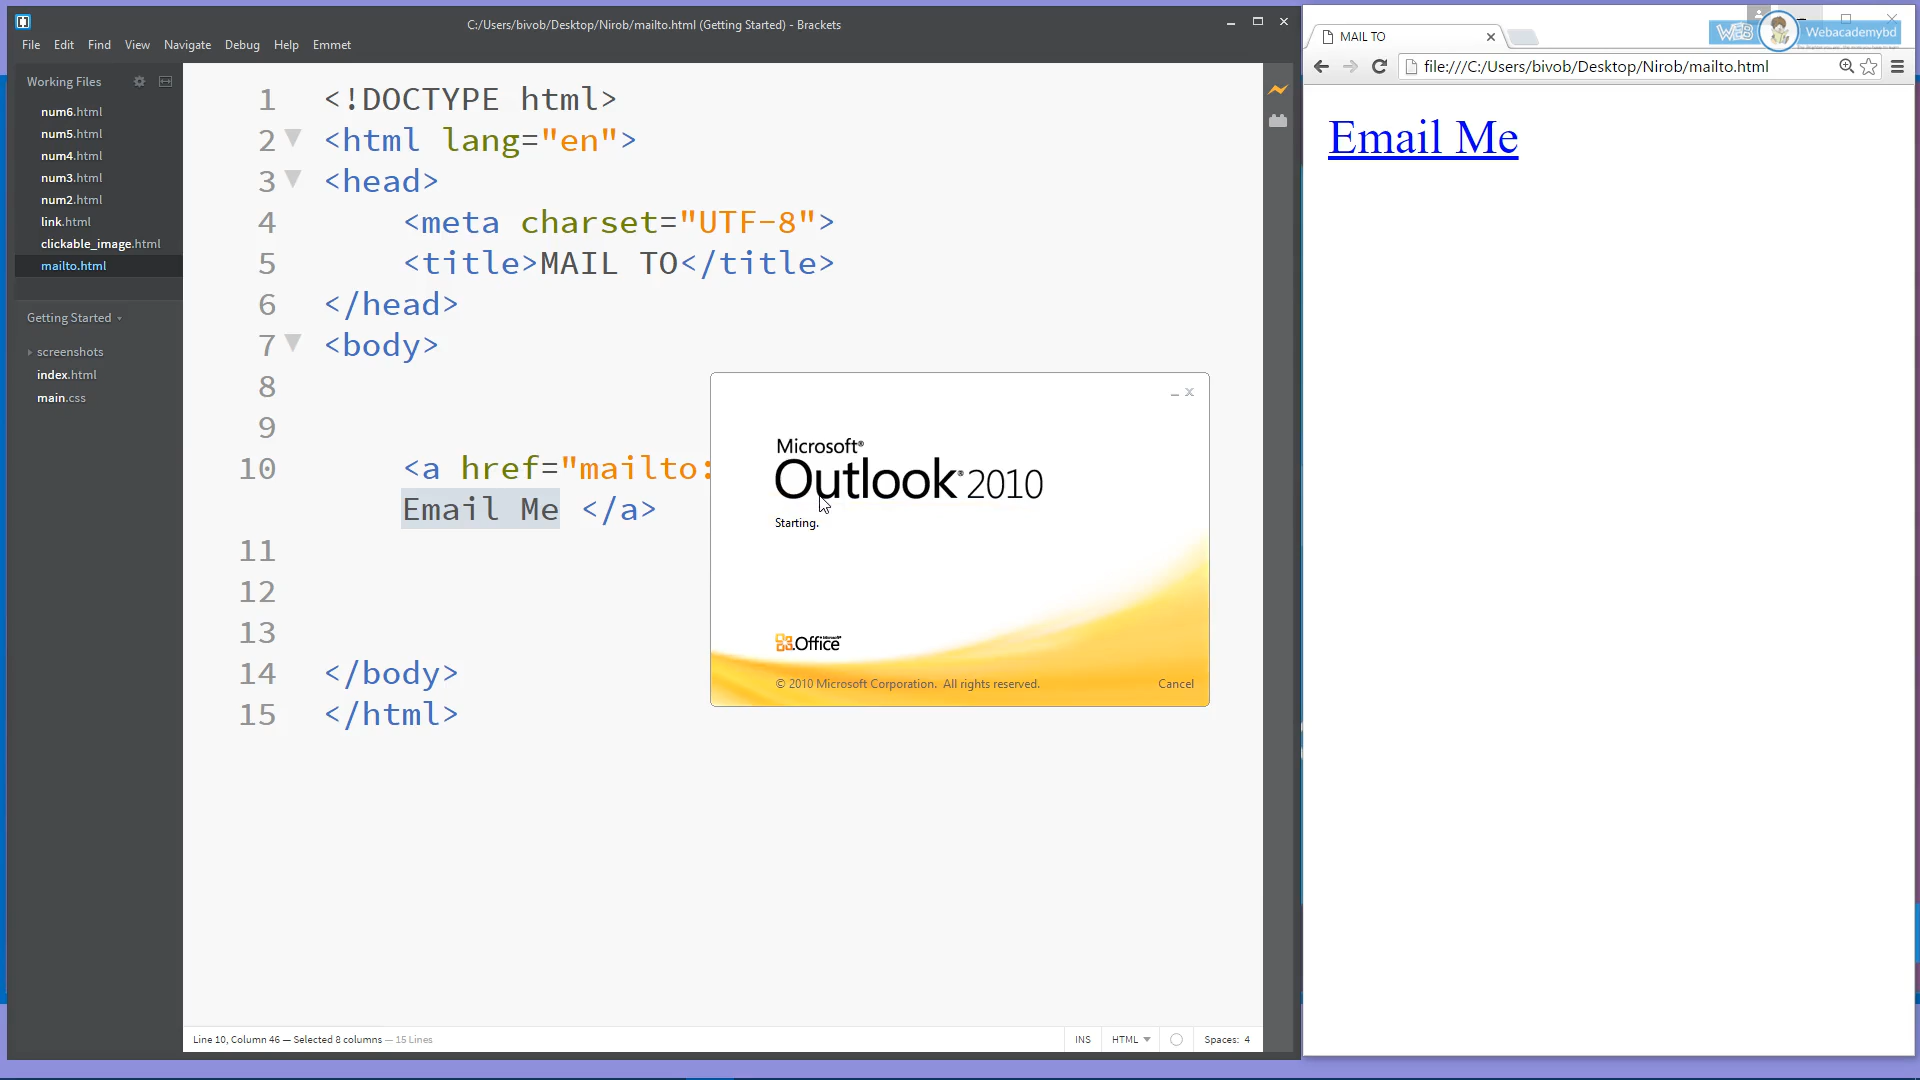 C:/Users/bivob/Desktop/Nirob/mailto.html (Getting Started) - Brackets
File Edit Find View Navigate Debug Help Emmet
Working Files
num6.html
num5.html
num4.html
num3.html
num2.html
link.html
clickable_image.html
mailto.html
Getting Started
screenshots
index.html
main.css
1 <!DOCTYPE html>
2 <html lang="en">
3 <head>
4 <meta charset="UTF-8">
5 <title>MAIL TO</title>
6 </head>
7 <body>
8
9
10 <a href="mailto:
Email Me </a>
11
12
13
14 </body>
15 </html>
Microsoft®
Outlook® 2010
Starting.
Microsoft® Office
© 2010 Microsoft Corporation. All rights reserved.
Cancel
Line 10, Column 46 — Selected 8 columns — 15 Lines
INS HTML Spaces: 4
MAIL TO
WEB Webacademybd
file:///C:/Users/bivob/Desktop/Nirob/mailto.html
Email Me